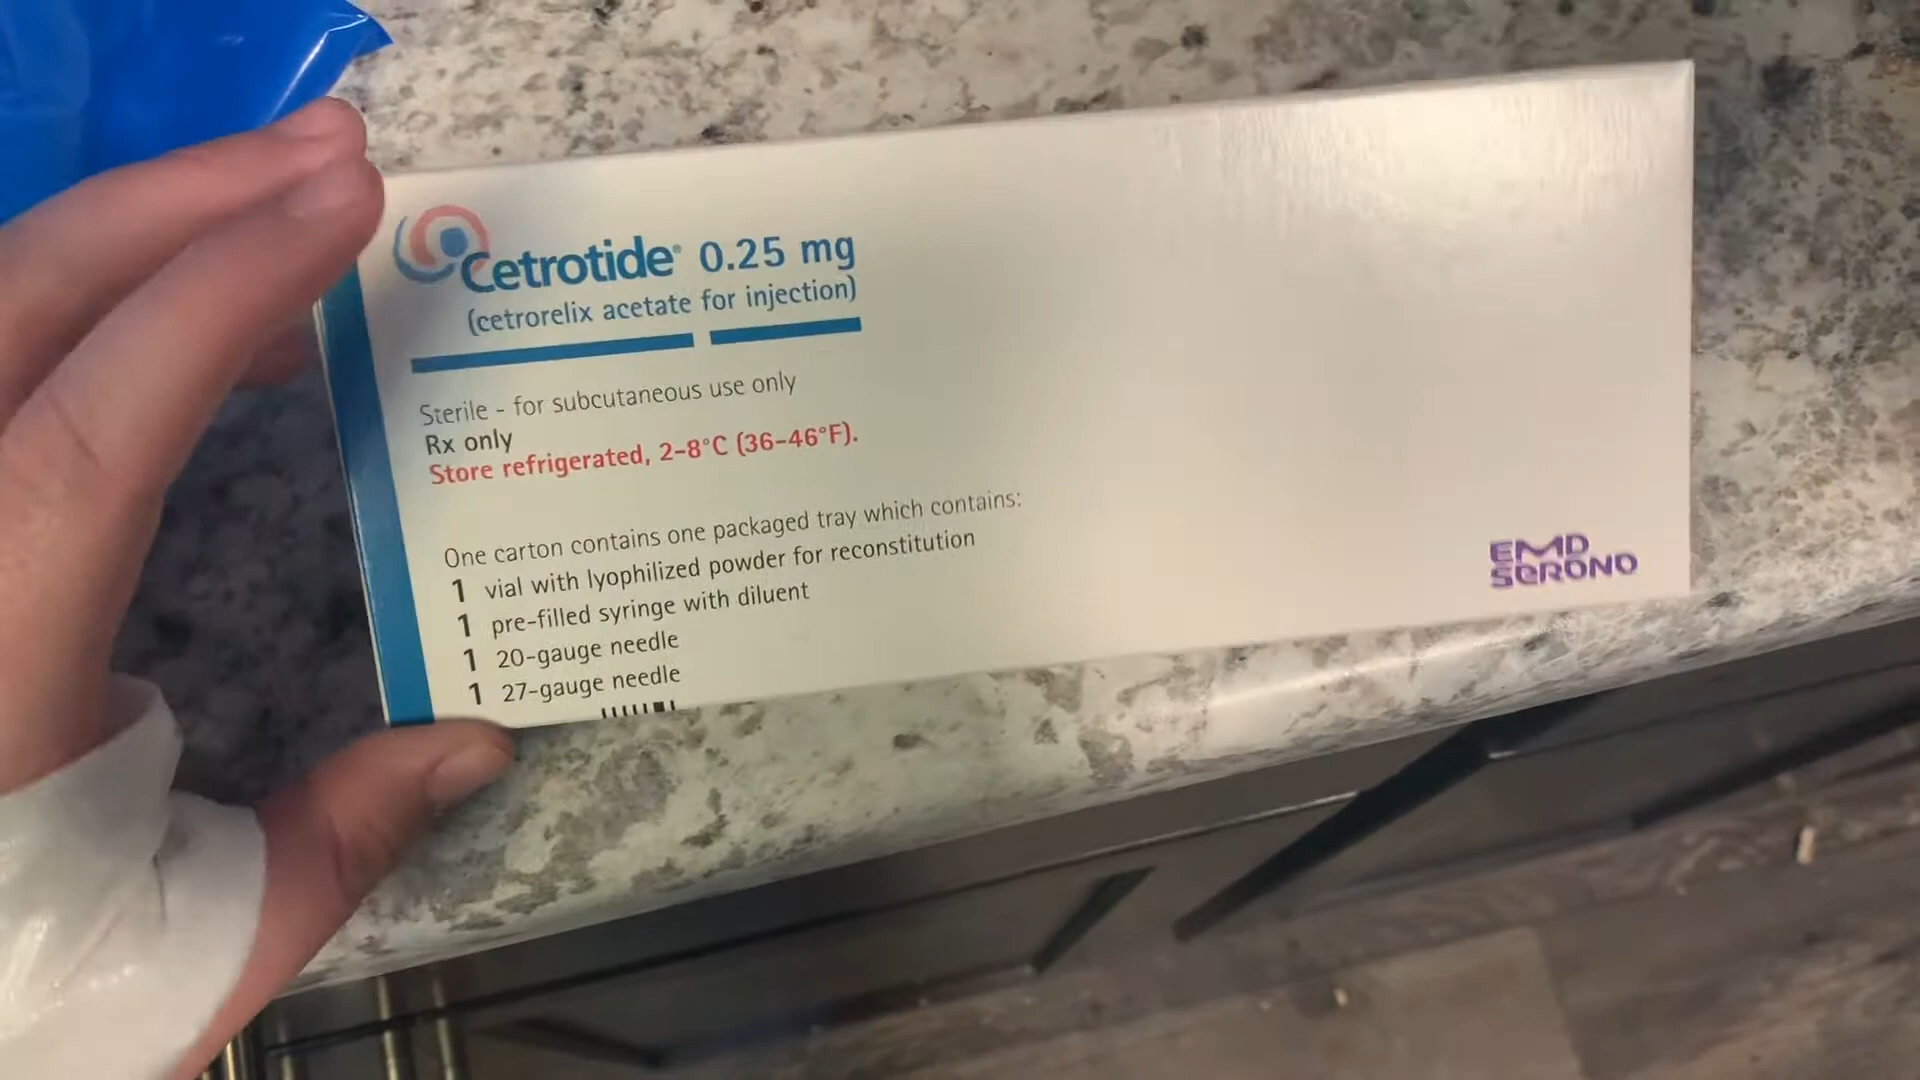 Cetrotide® 0.25 mg
(cetrorelix acetate for injection)
Sterile - for subcutaneous use only
Rx only
Store refrigerated, 2-8°C (36-46°F).
One carton contains one packaged tray which contains:
1 vial with lyophilized powder for reconstitution
1 pre-filled syringe with diluent
1 20-gauge needle
1 27-gauge needle
EMD
SERONO